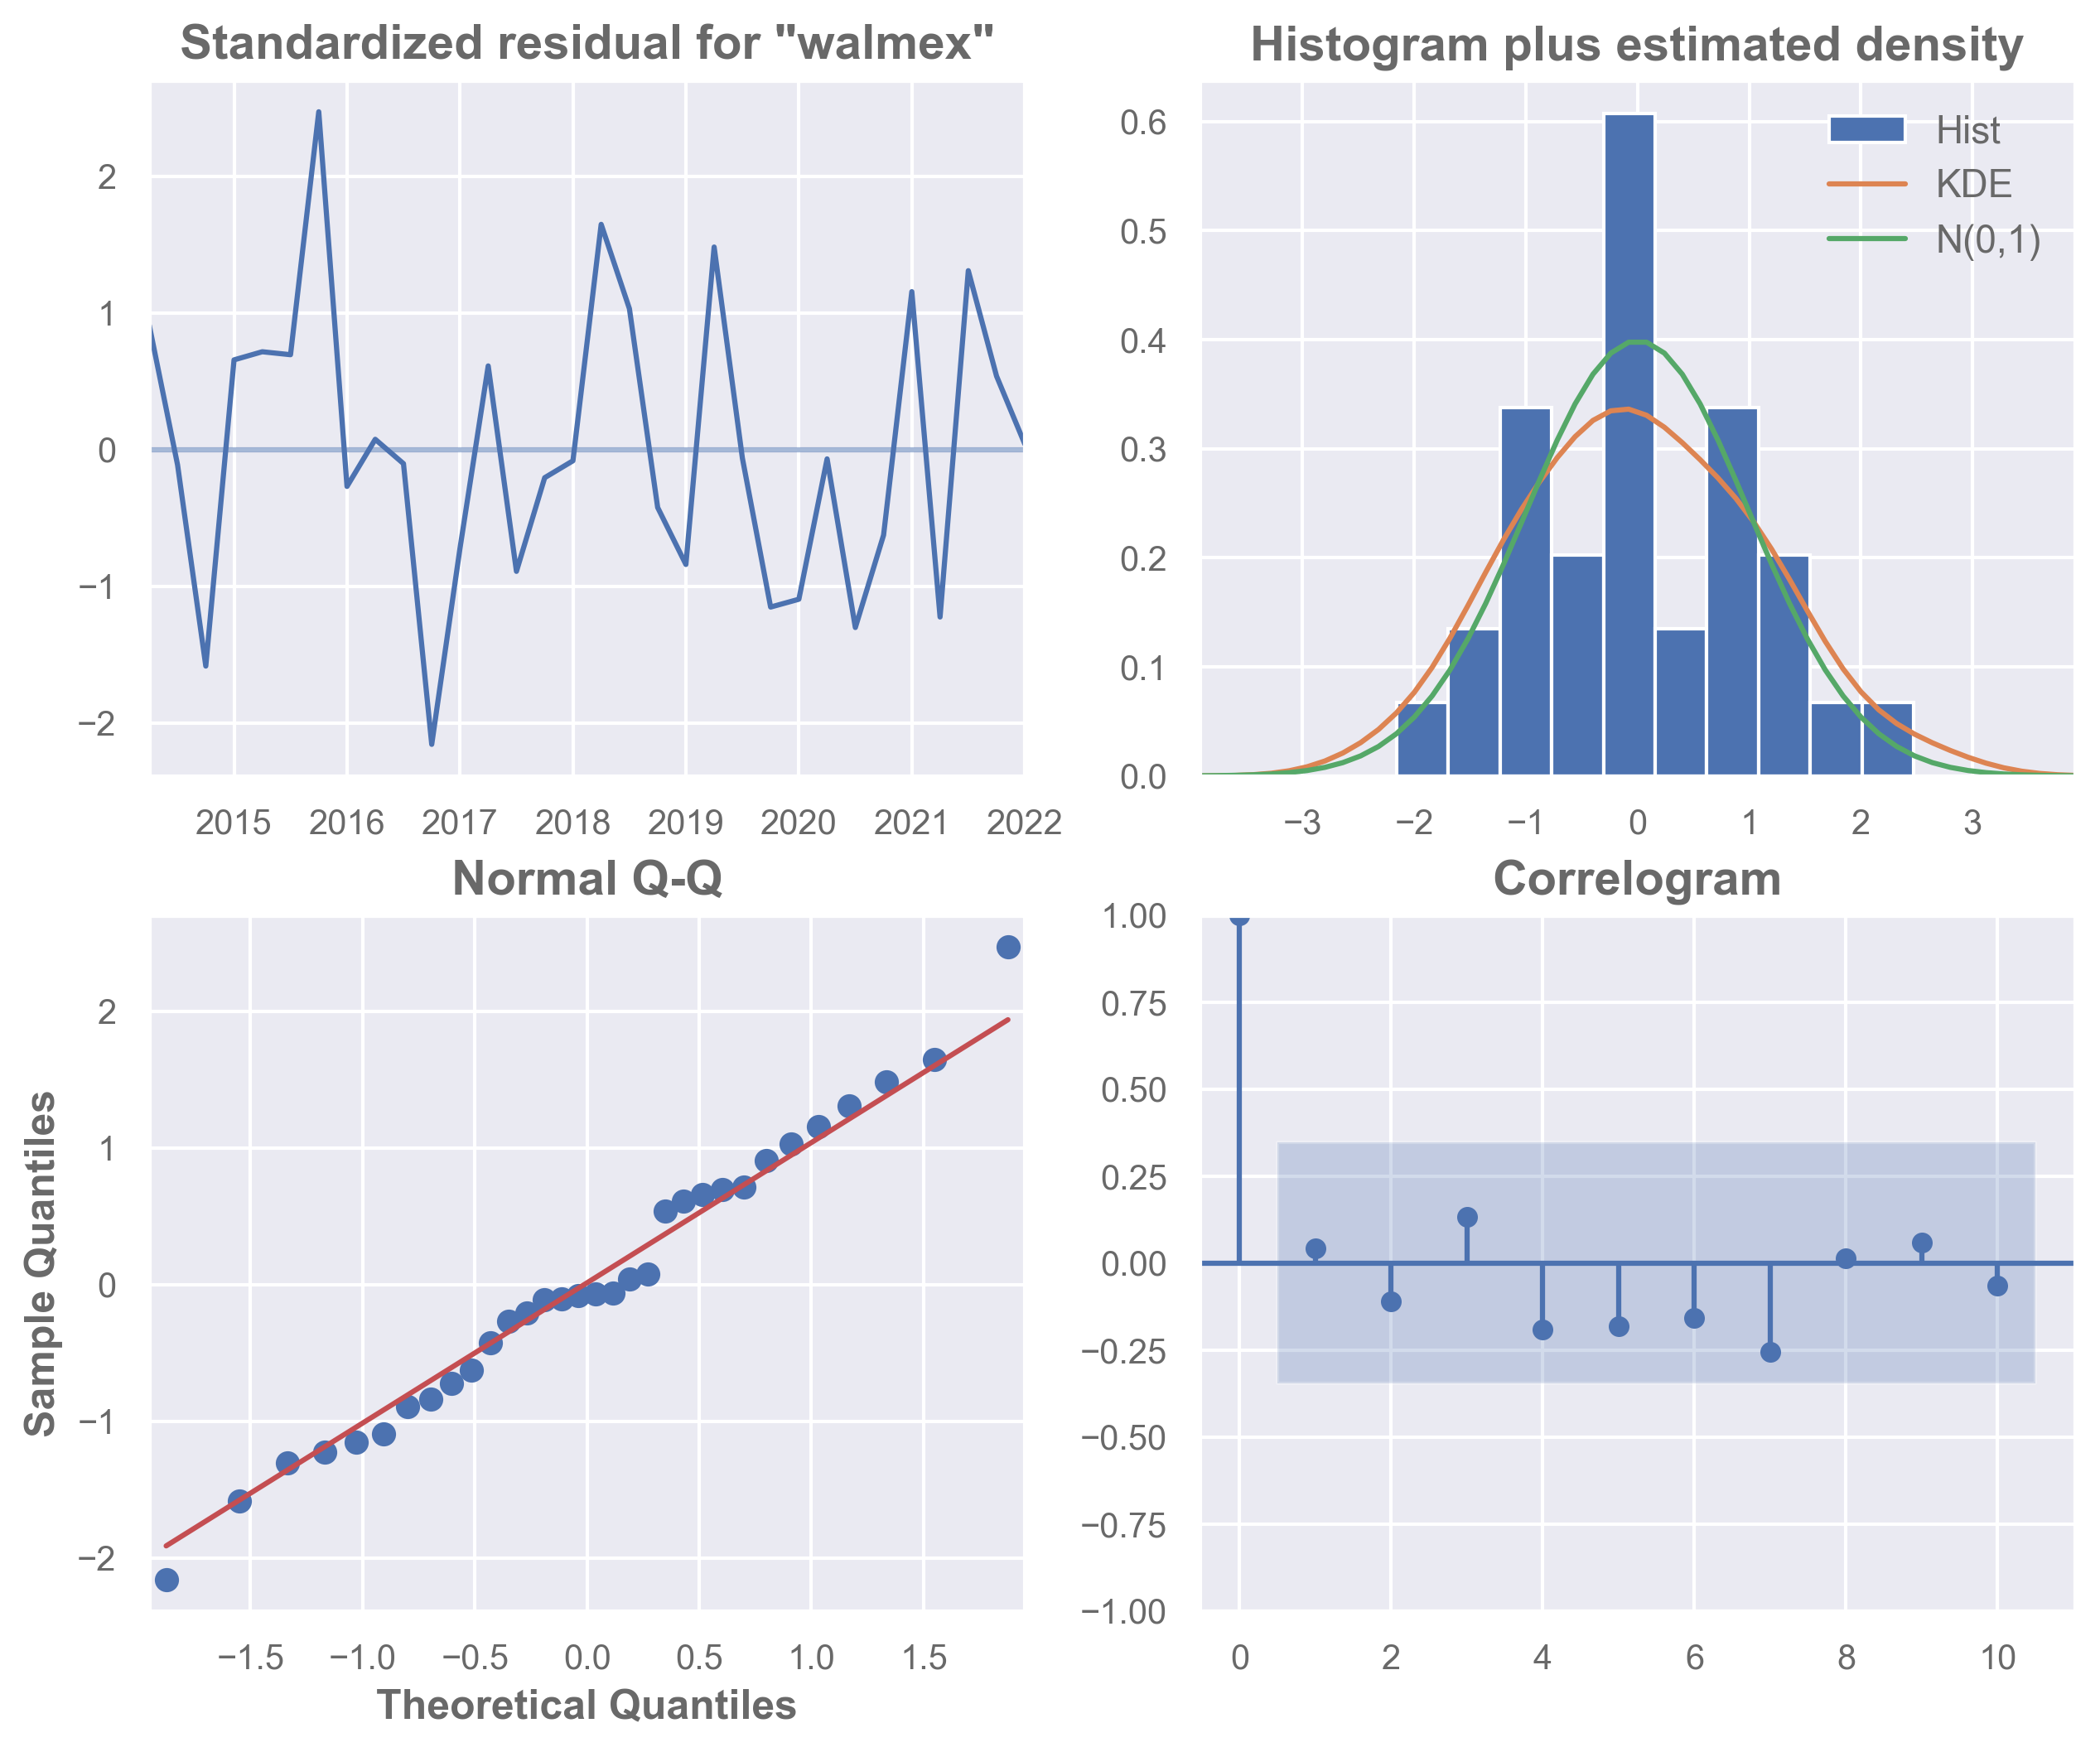 Standardized residual for "walmex"
2
1
0
−1
−2
2015 2016 2017 2018 2019 2020 2021 2022
Histogram plus estimated density
0.6
0.5
0.4
0.3
0.2
0.1
0.0
Hist
KDE
N(0,1)
−3 −2 −1 0 1 2 3
Normal Q-Q
Sample Quantiles
2
1
0
−1
−2
−1.5 −1.0 −0.5 0.0 0.5 1.0 1.5
Theoretical Quantiles
Correlogram
1.00
0.75
0.50
0.25
0.00
−0.25
−0.50
−0.75
−1.00
0 2 4 6 8 10